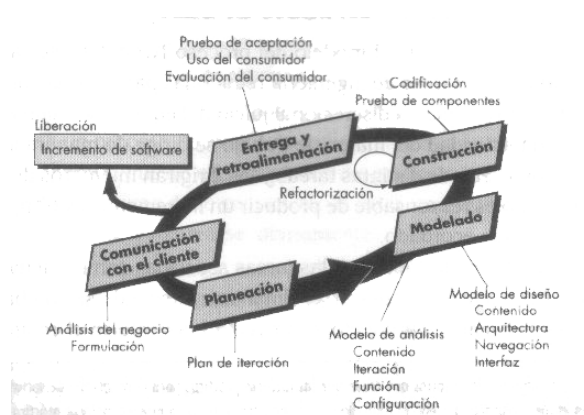 Prueba de aceptación
Uso del consumidor
Evaluación del consumidor
Codificación
Prueba de componentes
Liberación
Incremento de software
Entrega y
retroalimentación
Construcción
Refactorización
Modelado
Comunicación
con el cliente
Planeación
Análisis del negocio
Formulación
Plan de iteración
Modelo de análisis
Contenido
Iteración
Función
Configuración
Modelo de diseño
Contenido
Arquitectura
Navegación
Interfaz